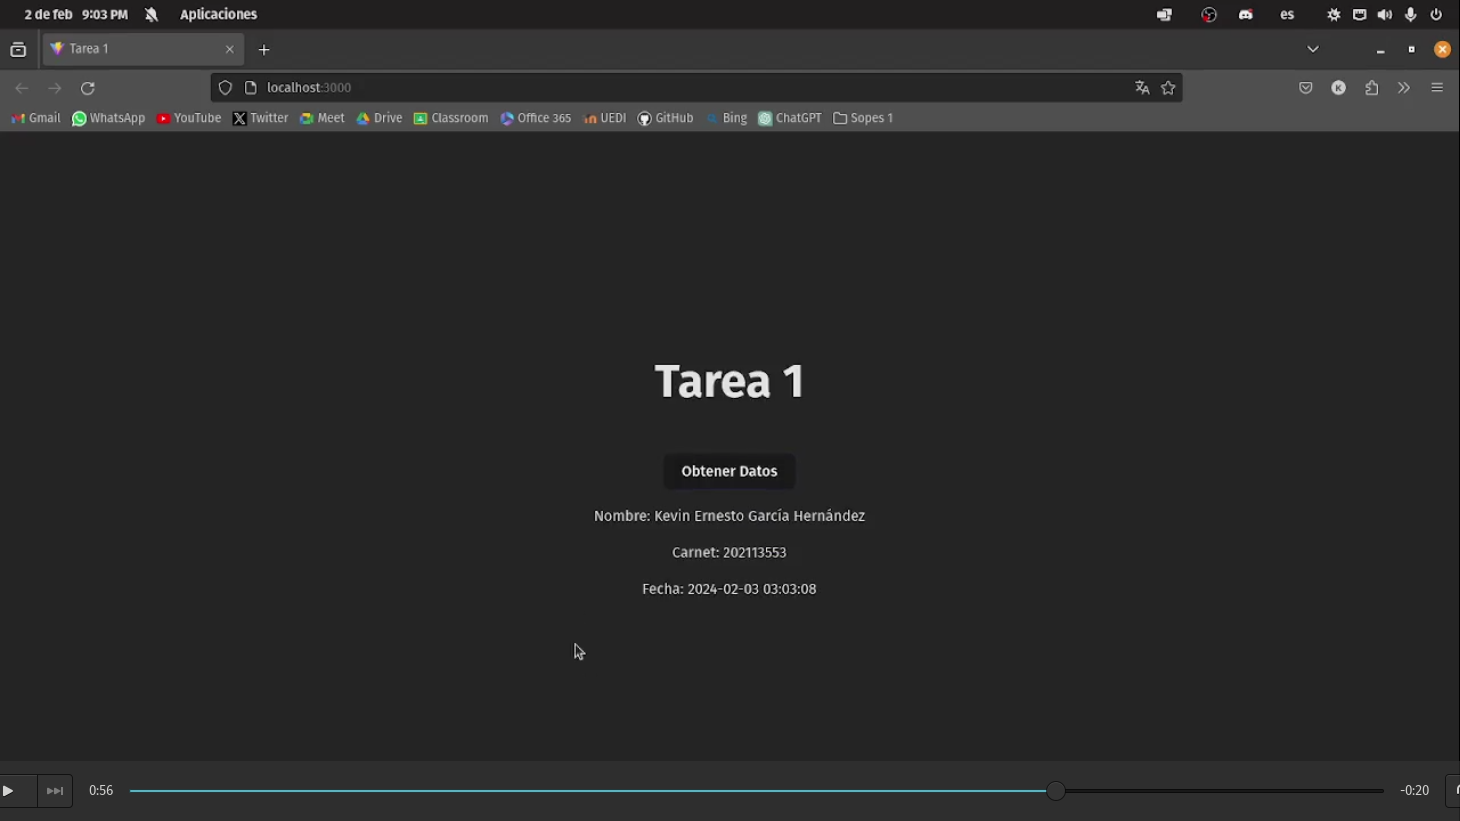 2 de feb 9:03 PM Aplicaciones es
Tarea 1
localhost:3000
Gmail WhatsApp YouTube Twitter Meet Drive Classroom Office 365 UEDI GitHub Bing ChatGPT Sopes 1
Tarea 1
Obtener Datos
Nombre: Kevin Ernesto García Hernández
Carnet: 202113553
Fecha: 2024-02-03 03:03:08
0:56 -0:20